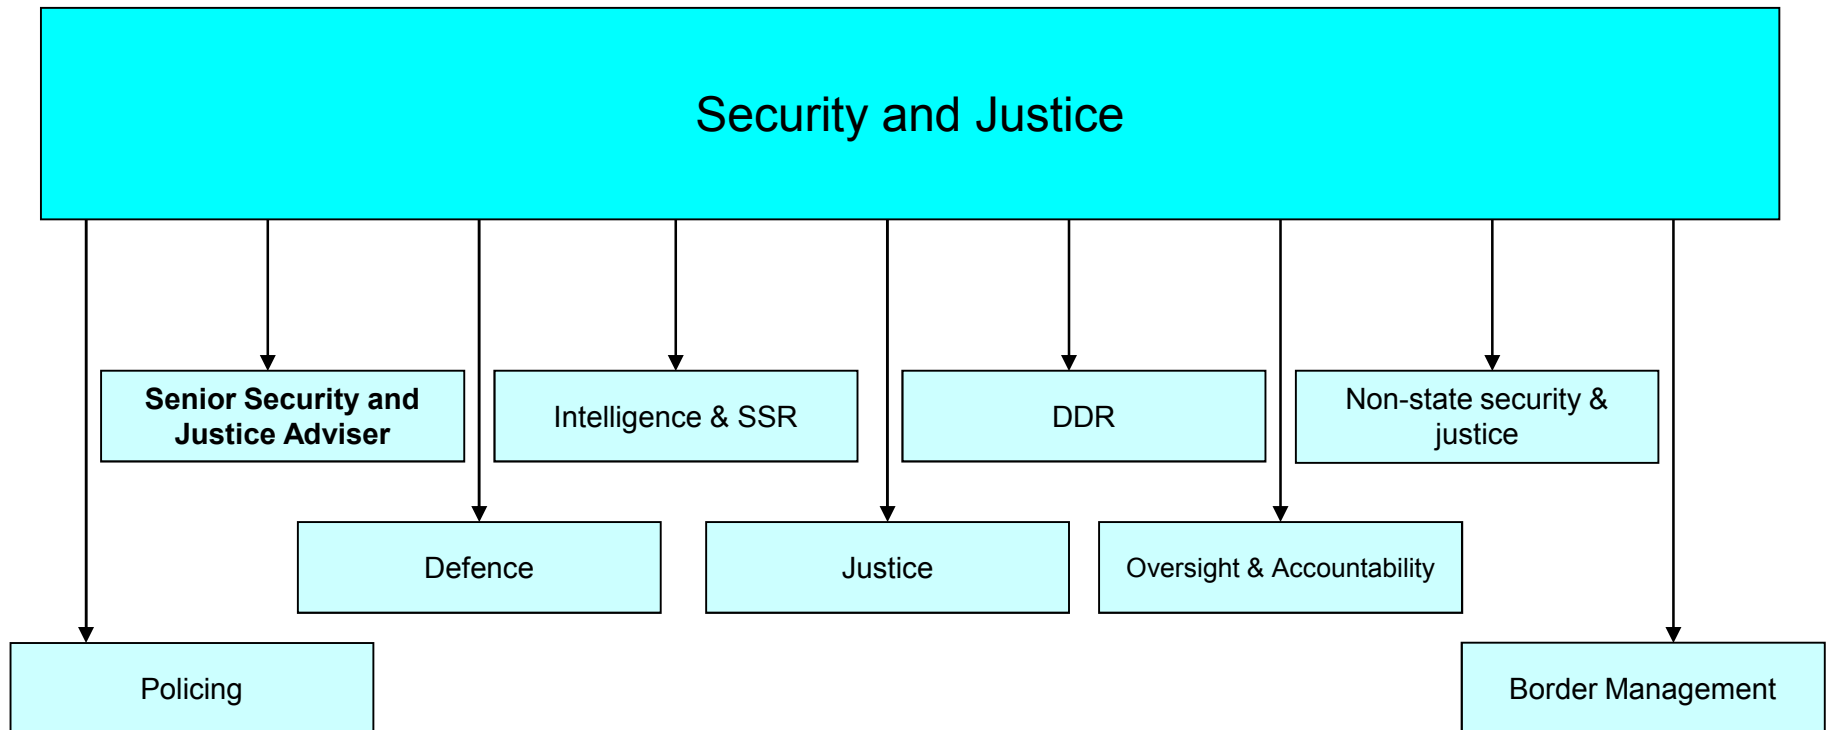 Security and Justice
Senior Security and
Justice Adviser
Intelligence & SSR
DDR
Non-state security &
justice
Defence
Justice
Oversight & Accountability
Policing
Border Management